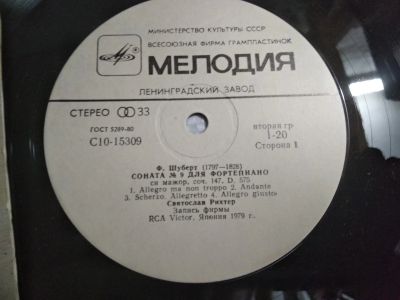 МИНИСТЕРСТВО КУЛЬТУРЫ СССР
ВСЕСОЮЗНАЯ ФИРМА ГРАМПЛАСТИНОК
МЕЛОДИЯ
ЛЕНИНГРАДСКИЙ ЗАВОД
СТЕРЕО 33
ГОСТ 5289-80
С10-15309
вторая гр
1-20
Сторона 1
Ф. Шуберт (1797—1828)
СОНАТА № 9 ДЛЯ ФОРТЕПИАНО
си мажор, соч. 147, D. 575
1. Allegro ma non troppo 2. Andante
3. Scherzo. Allegretto 4. Allegro giusto
Святослав Рихтер
Запись фирмы
RCA Victor, Япония 1979 г.